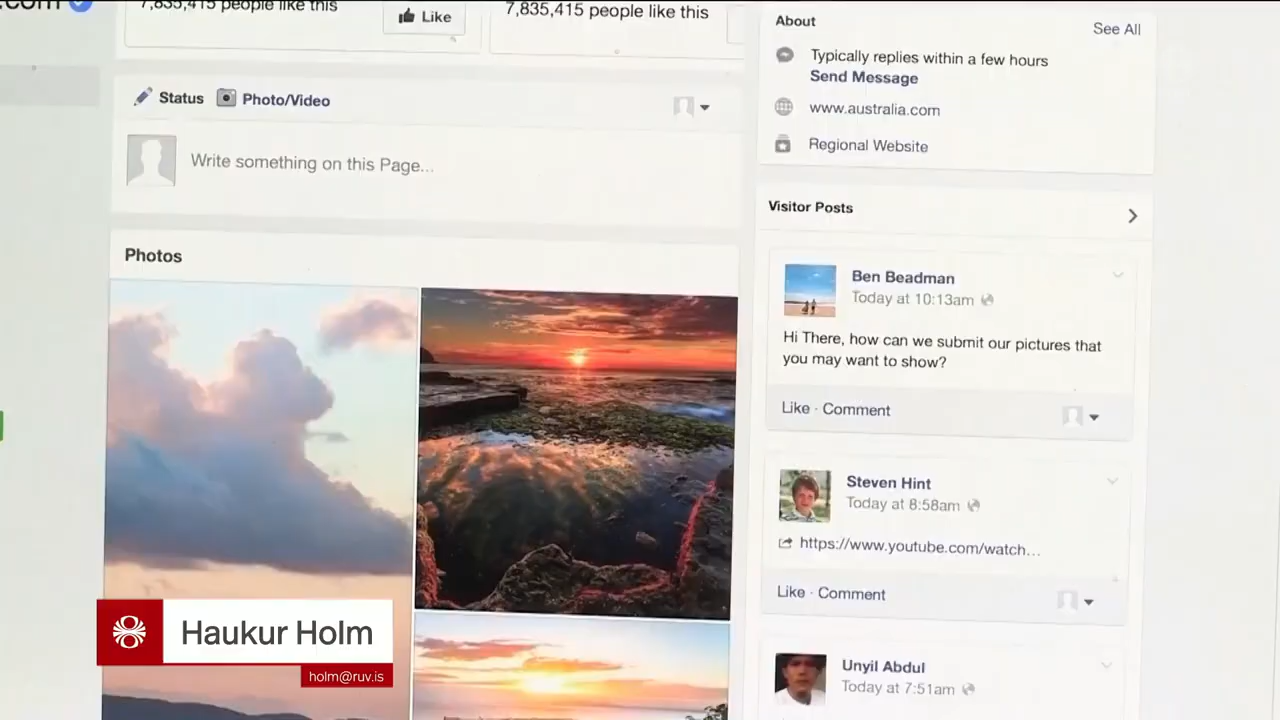 .com
7,835,415 people like this
Like
7,835,415 people like this
Status
Photo/Video
Write something on this Page...
Photos
About
See All
Typically replies within a few hours
Send Message
www.australia.com
Regional Website
Visitor Posts
Ben Beadman
Today at 10:13am
Hi There, how can we submit our pictures that
you may want to show?
Like · Comment
Steven Hint
Today at 8:58am
https://www.youtube.com/watch...
Like · Comment
Unyil Abdul
Today at 7:51am
Haukur Holm
holm@ruv.is